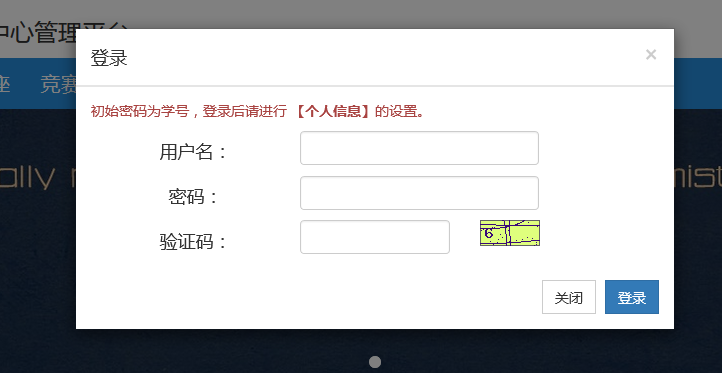 中心管理平台
座 竞赛
登录
×
初始密码为学号，登录后请进行 【个人信息】的设置。
ally
mist
用户名：
密码：
验证码：
6
关闭
登录